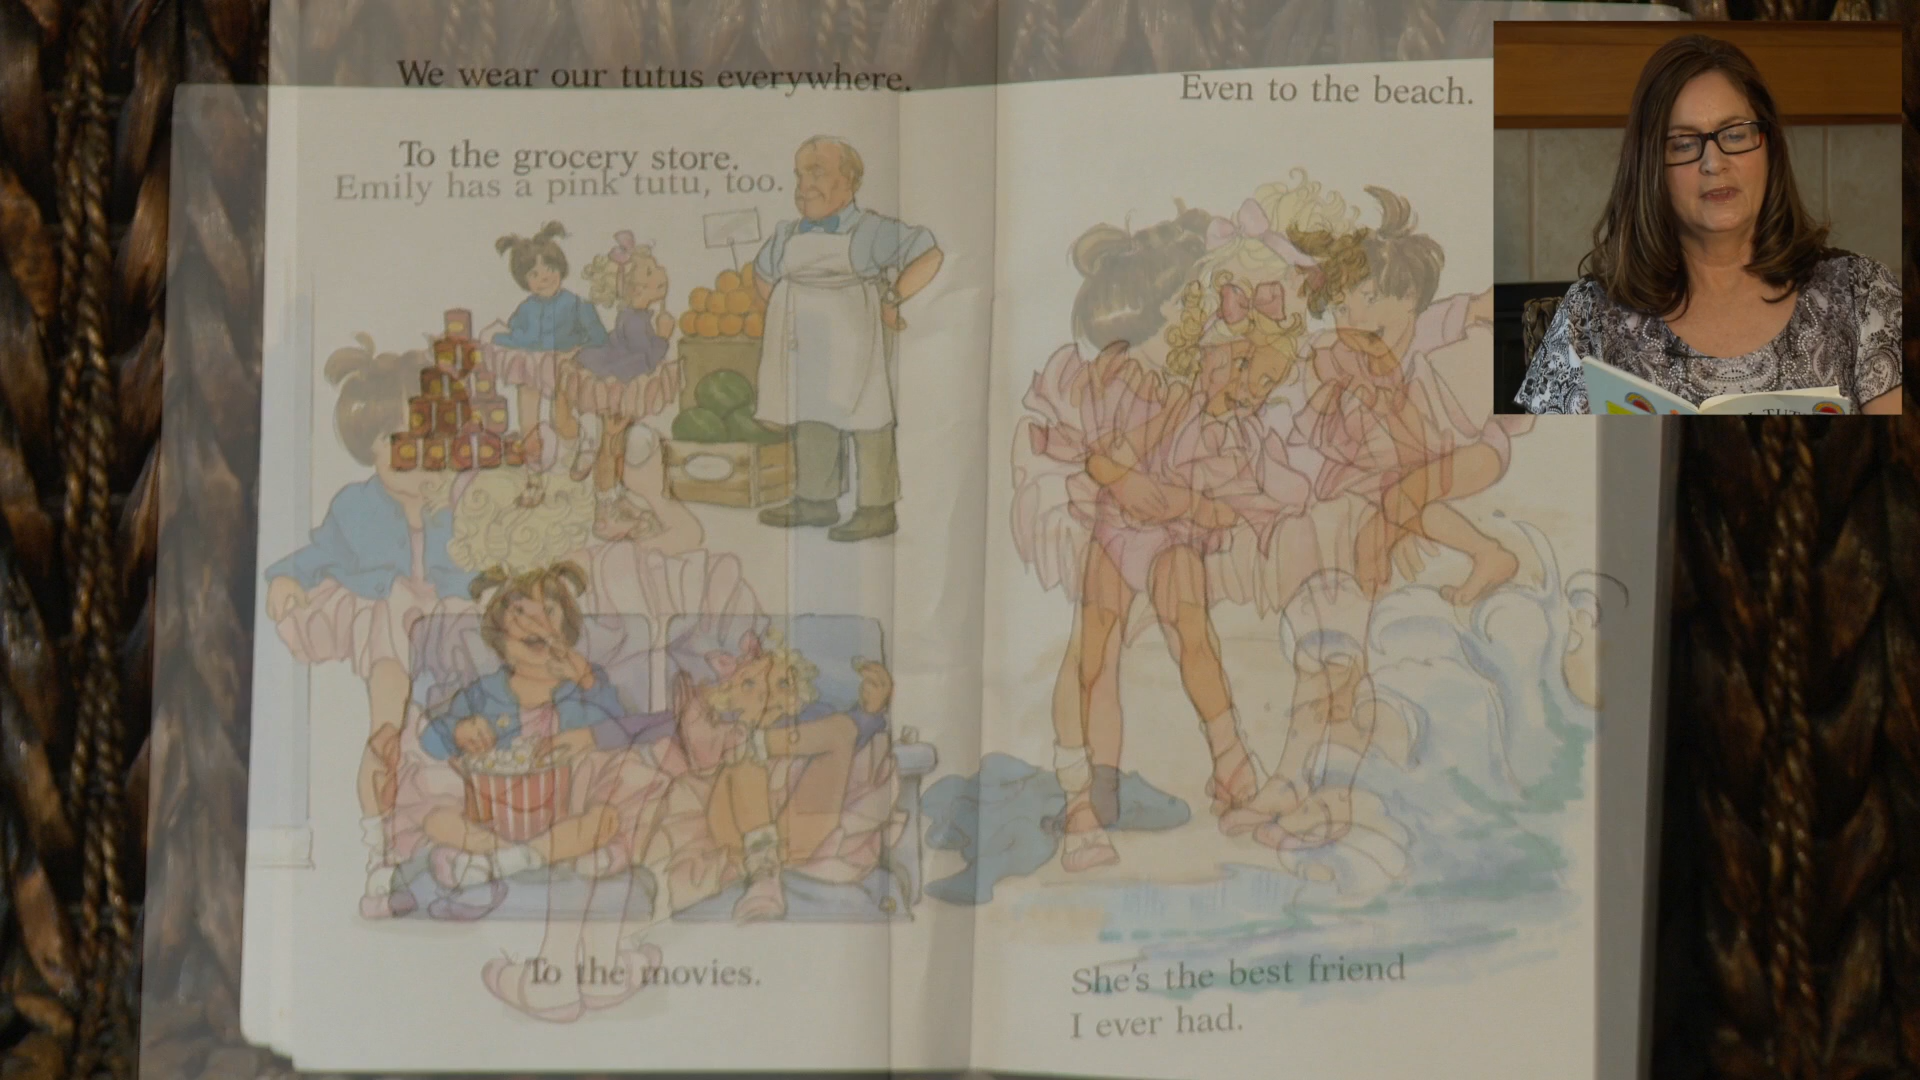 We wear our tutus everywhere.
To the grocery store.
Emily has a pink tutu, too.
To the movies.
Even to the beach.
She's the best friend
I ever had.